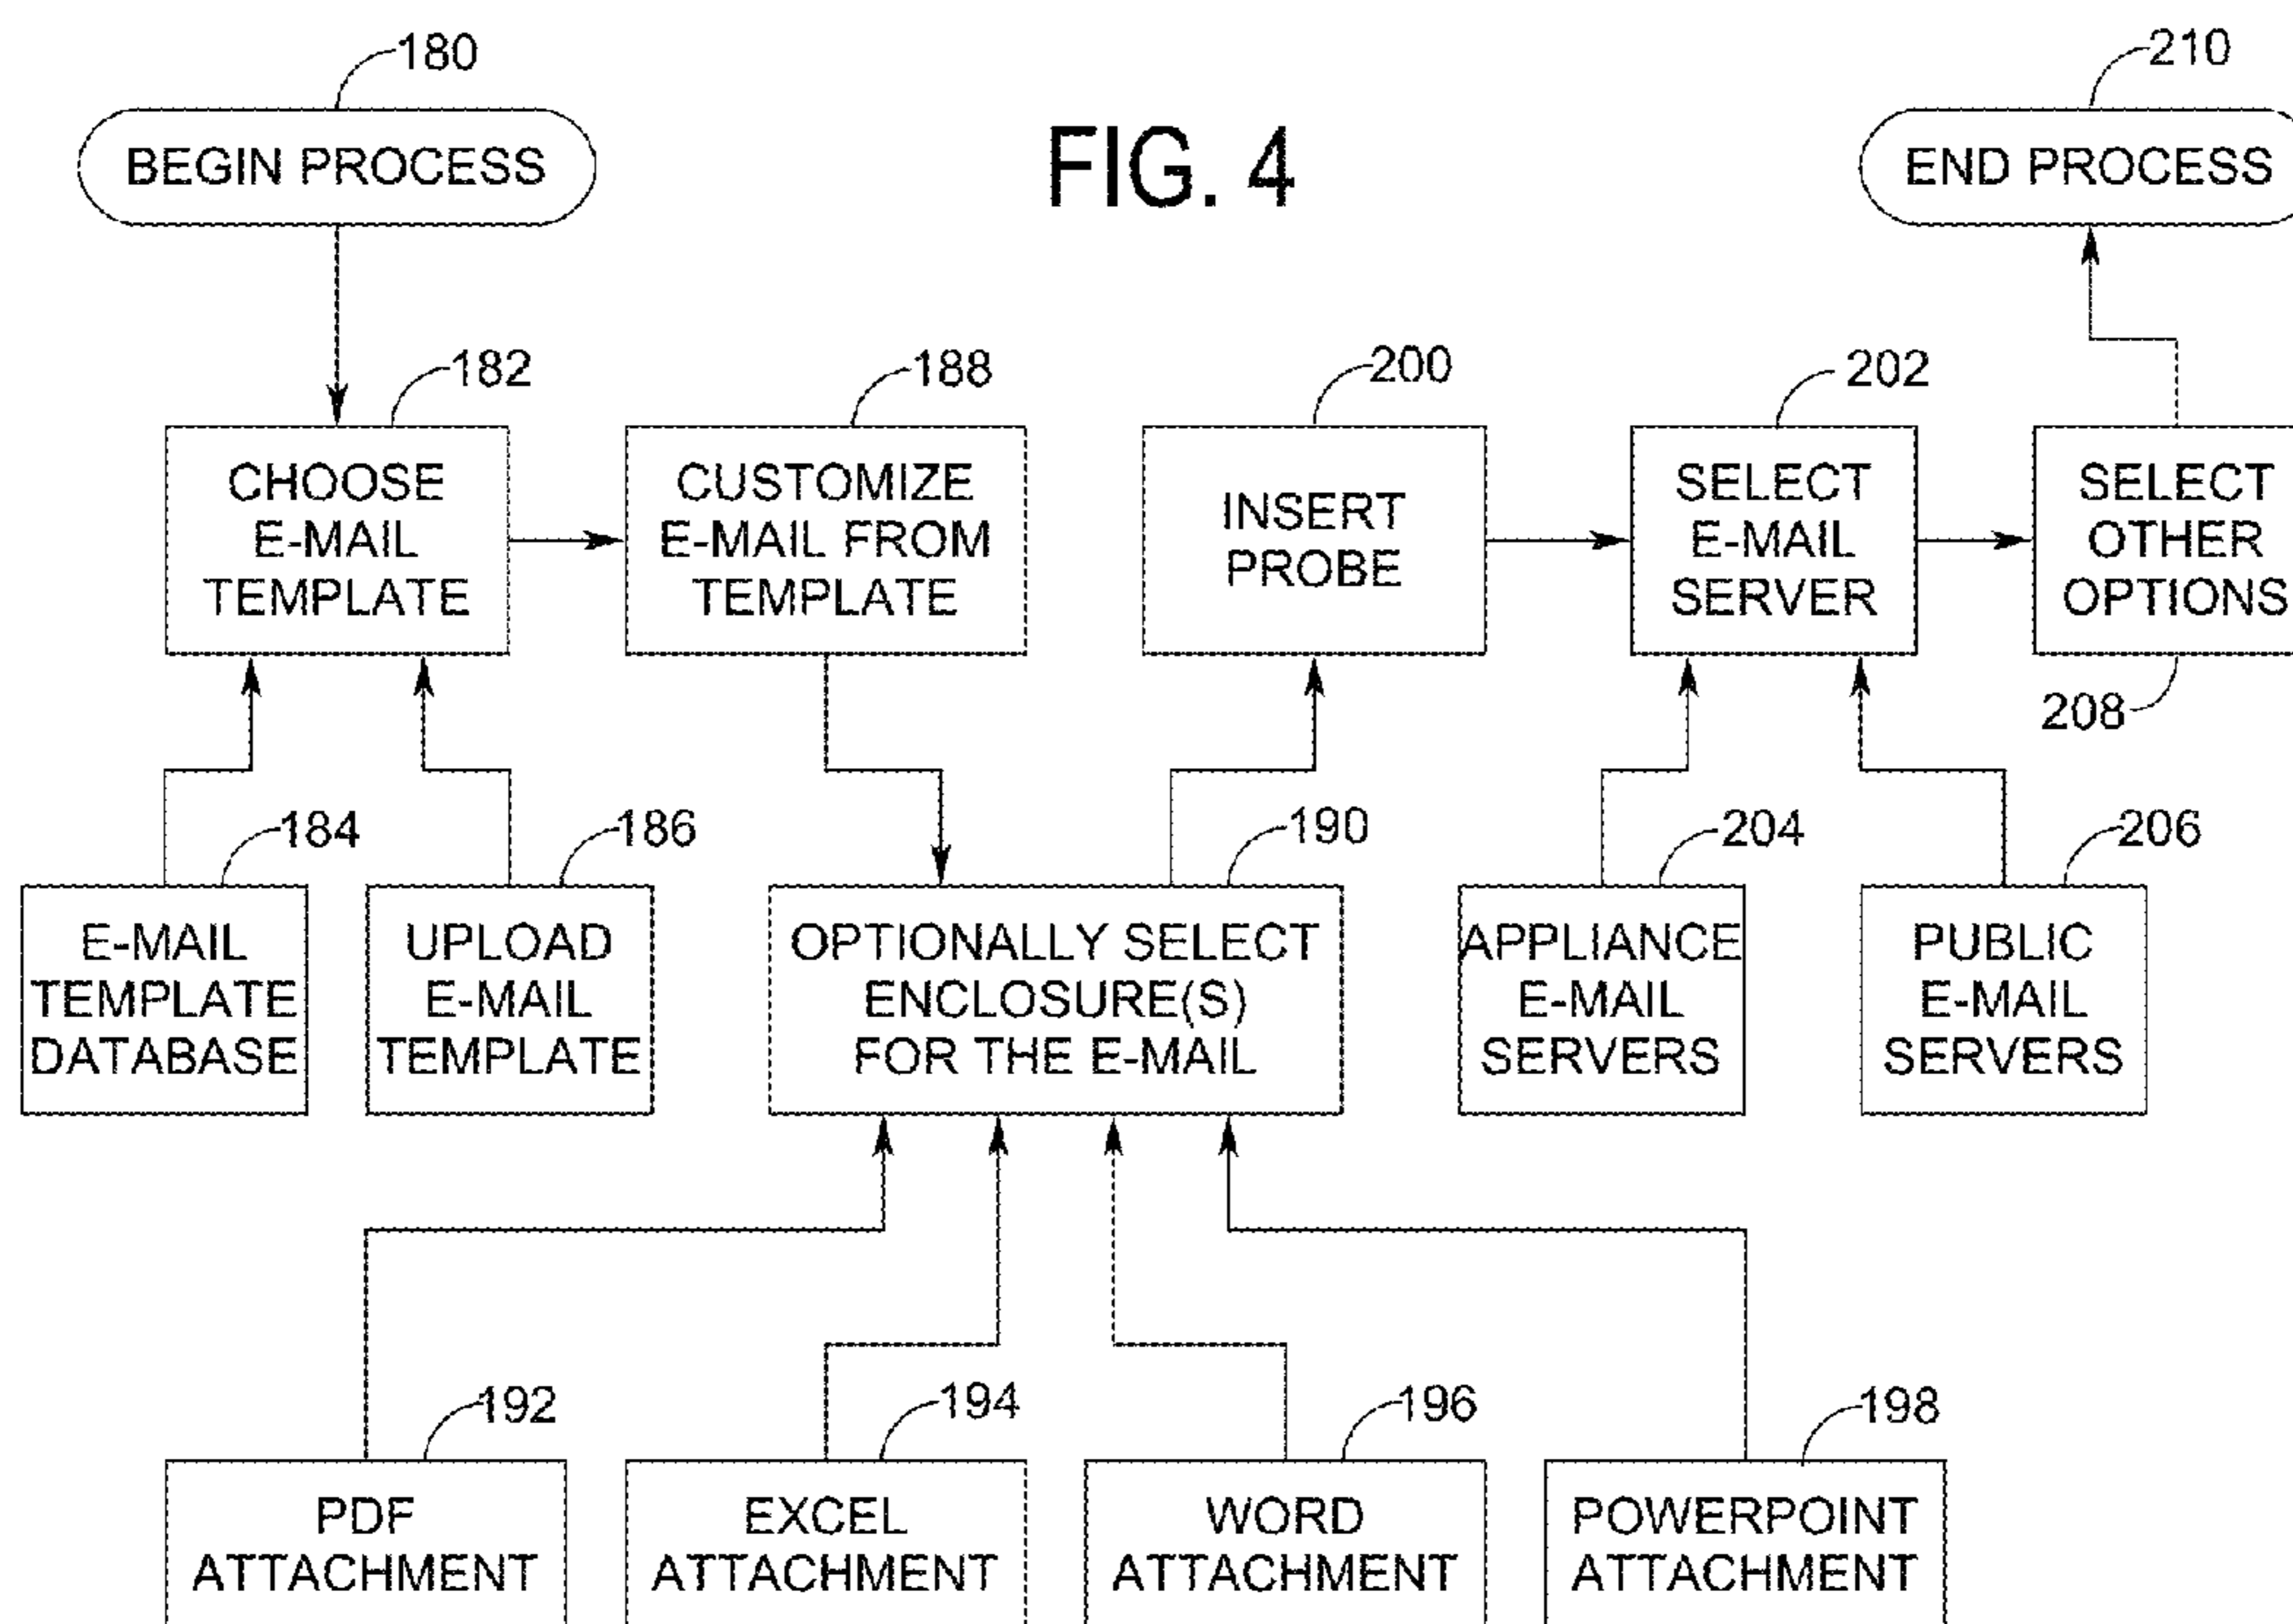 180
BEGIN PROCESS
FIG. 4
210
END PROCESS
182
CHOOSE
E-MAIL
TEMPLATE
188
CUSTOMIZE
E-MAIL FROM
TEMPLATE
200
INSERT
PROBE
202
SELECT
E-MAIL
SERVER
SELECT
OTHER
OPTIONS
208
184
E-MAIL
TEMPLATE
DATABASE
186
UPLOAD
E-MAIL
TEMPLATE
190
OPTIONALLY SELECT
ENCLOSURE(S)
FOR THE E-MAIL
204
APPLIANCE
E-MAIL
SERVERS
206
PUBLIC
E-MAIL
SERVERS
192
PDF
ATTACHMENT
194
EXCEL
ATTACHMENT
196
WORD
ATTACHMENT
198
POWERPOINT
ATTACHMENT